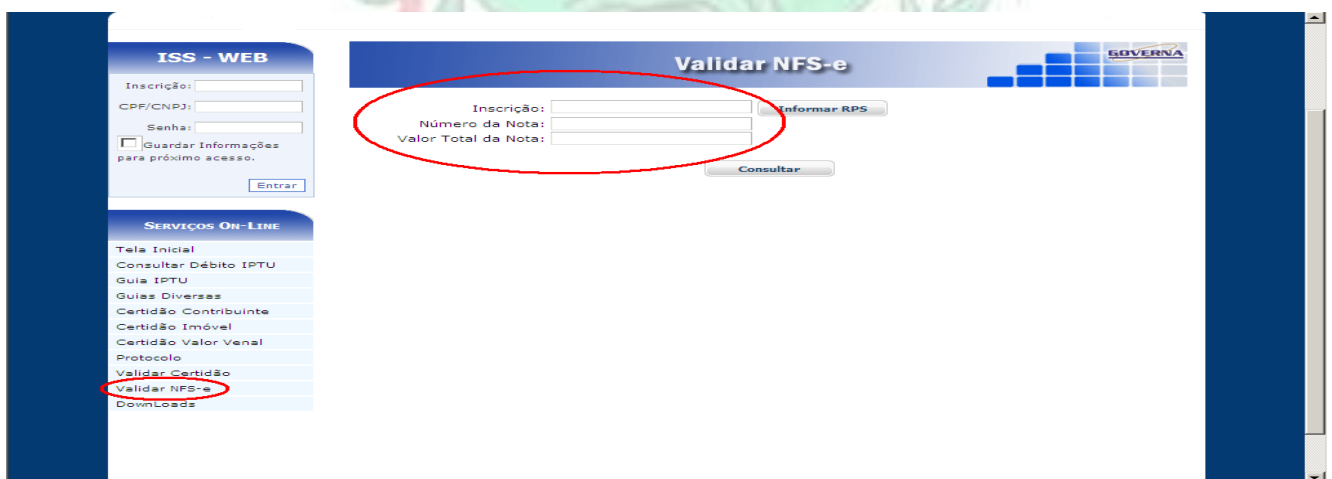 ISS - WEB
Inscrição:
CPF/CNPJ:
Senha:
Guardar Informações
para próximo acesso.
Entrar
Serviços On-Line
Tela Inicial
Consultar Débito IPTU
Guia IPTU
Guias Diversas
Certidão Contribuinte
Certidão Imóvel
Certidão Valor Venal
Protocolo
Validar Certidão
Validar NFS-e
DownLoads
Validar NFS-e
GOVERNA
Inscrição:
Informar RPS
Número da Nota:
Valor Total da Nota:
Consultar